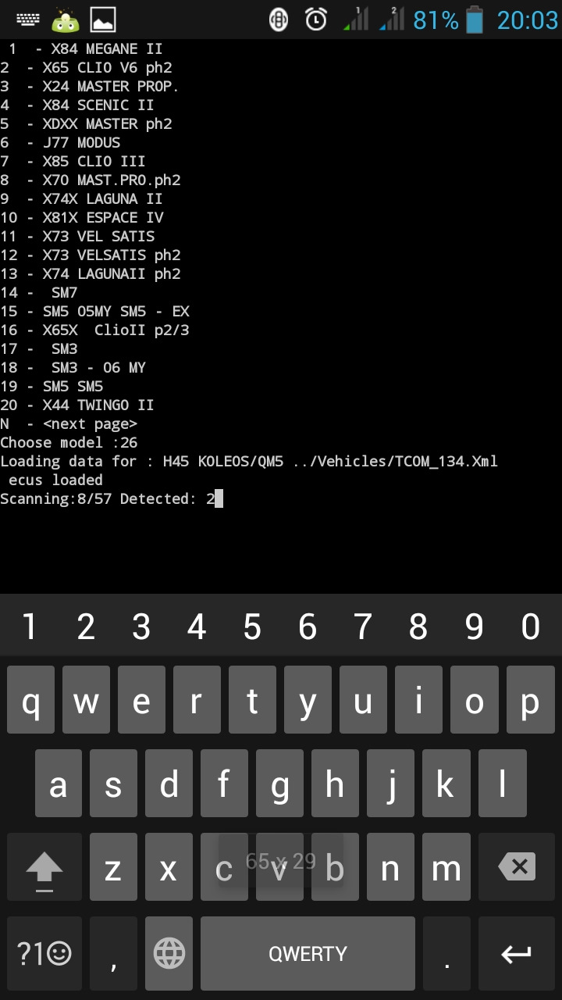 1 2 81% 20:03
1  - X84 MEGANE II
2  - X65 CLIO V6 ph2
3  - X24 MASTER PROP.
4  - X84 SCENIC II
5  - XDXX MASTER ph2
6  - J77 MODUS
7  - X85 CLIO III
8  - X70 MAST.PRO.ph2
9  - X74X LAGUNA II
10 - X81X ESPACE IV
11 - X73 VEL SATIS
12 - X73 VELSATIS ph2
13 - X74 LAGUNAII ph2
14 -  SM7
15 - SM5 05MY SM5 - EX
16 - X65X  ClioII p2/3
17 -  SM3
18 -  SM3 - 06 MY
19 - SM5 SM5
20 - X44 TWINGO II
N  - <next page>
Choose model :26
Loading data for : H45 KOLEOS/QM5 ../Vehicles/TCOM_134.Xml
 ecus loaded
Scanning:8/57 Detected: 2
1 2 3 4 5 6 7 8 9 0
q w e r t y u i o p
a s d f g h j k l
z x c v b n m
65 x 29
?1☺ , QWERTY .